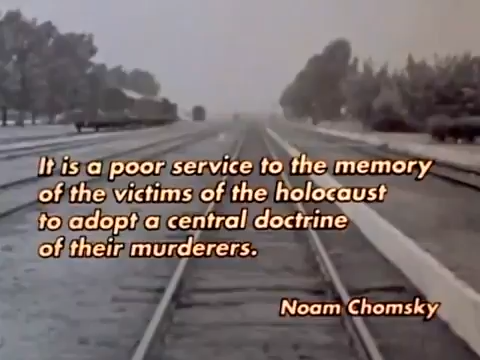 It is a poor service to the memory
of the victims of the holocaust
to adopt a central doctrine
of their murderers.
Noam Chomsky